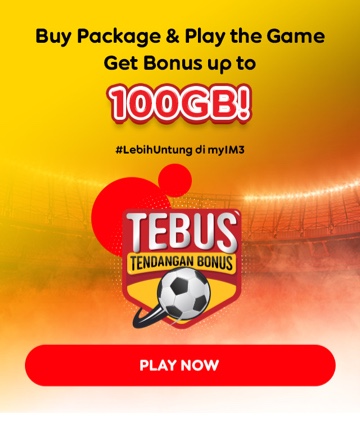 Buy Package & Play the Game
Get Bonus up to
100GB!
#LebihUntung di myIM3
TEBUS
TENDANGAN BONUS
PLAY NOW